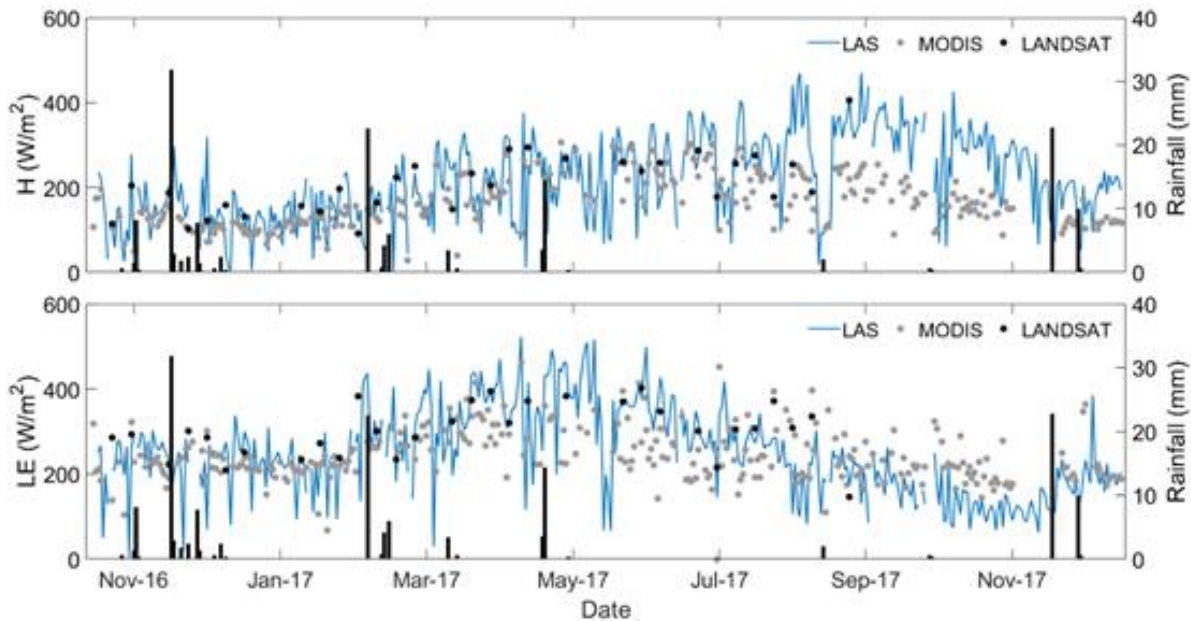 600
400
200
0
H (W/m²)
LAS MODIS LANDSAT
40
30
20
10
0
Rainfall (mm)
600
400
200
0
LE (W/m²)
LAS MODIS LANDSAT
40
30
20
10
0
Rainfall (mm)
Nov-16 Jan-17 Mar-17 May-17 Jul-17 Sep-17 Nov-17
Date